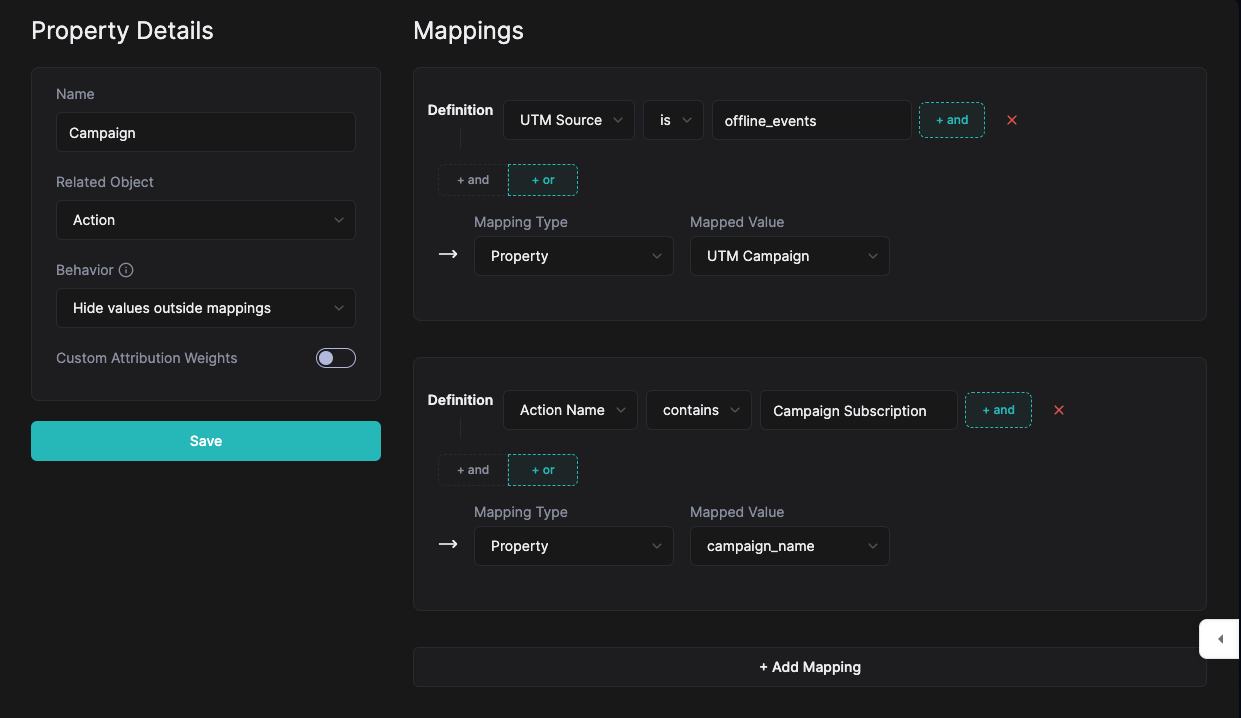 Property Details
Name
Campaign
Related Object
Action
Behavior
Hide values outside mappings
Custom Attribution Weights
Save
Mappings
Definition UTM Source is offline_events + and
+ and + or
Mapping Type Mapped Value
Property UTM Campaign
Definition Action Name contains Campaign Subscription + and
+ and + or
Mapping Type Mapped Value
Property campaign_name
+ Add Mapping